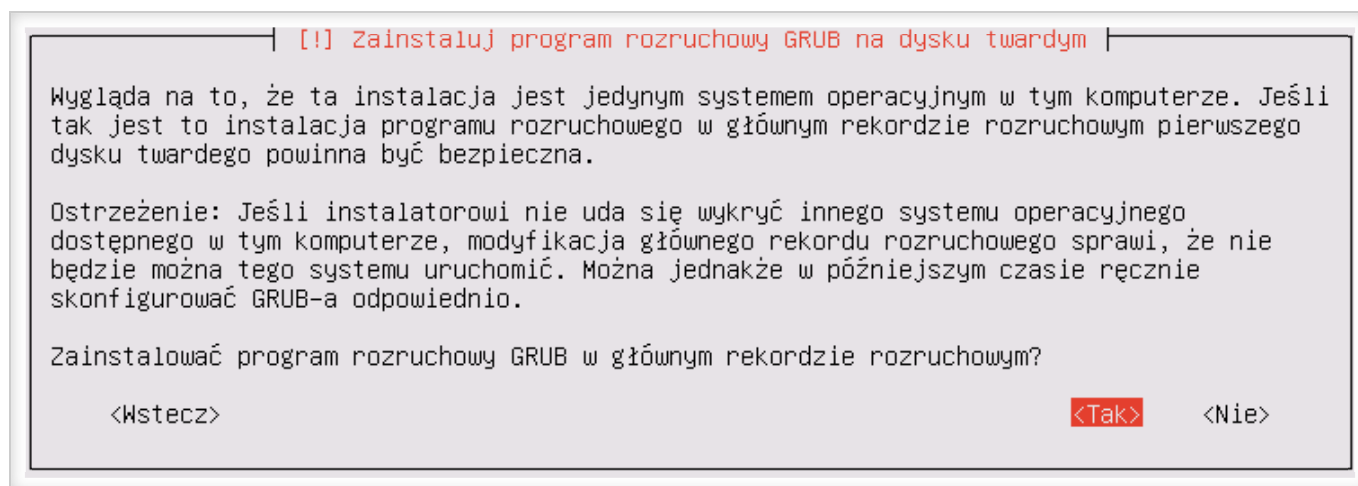 [!] Zainstaluj program rozruchowy GRUB na dysku twardym
Wygląda na to, że ta instalacja jest jedynym systemem operacyjnym w tym komputerze. Jeśli
tak jest to instalacja programu rozruchowego w głównym rekordzie rozruchowym pierwszego
dysku twardego powinna być bezpieczna.
Ostrzeżenie: Jeśli instalatorowi nie uda się wykryć innego systemu operacyjnego
dostępnego w tym komputerze, modyfikacja głównego rekordu rozruchowego sprawi, że nie
będzie można tego systemu uruchomić. Można jednakże w późniejszym czasie ręcznie
skonfigurować GRUB-a odpowiednio.
Zainstalować program rozruchowy GRUB w głównym rekordzie rozruchowym?
<Wstecz> <Tak> <Nie>